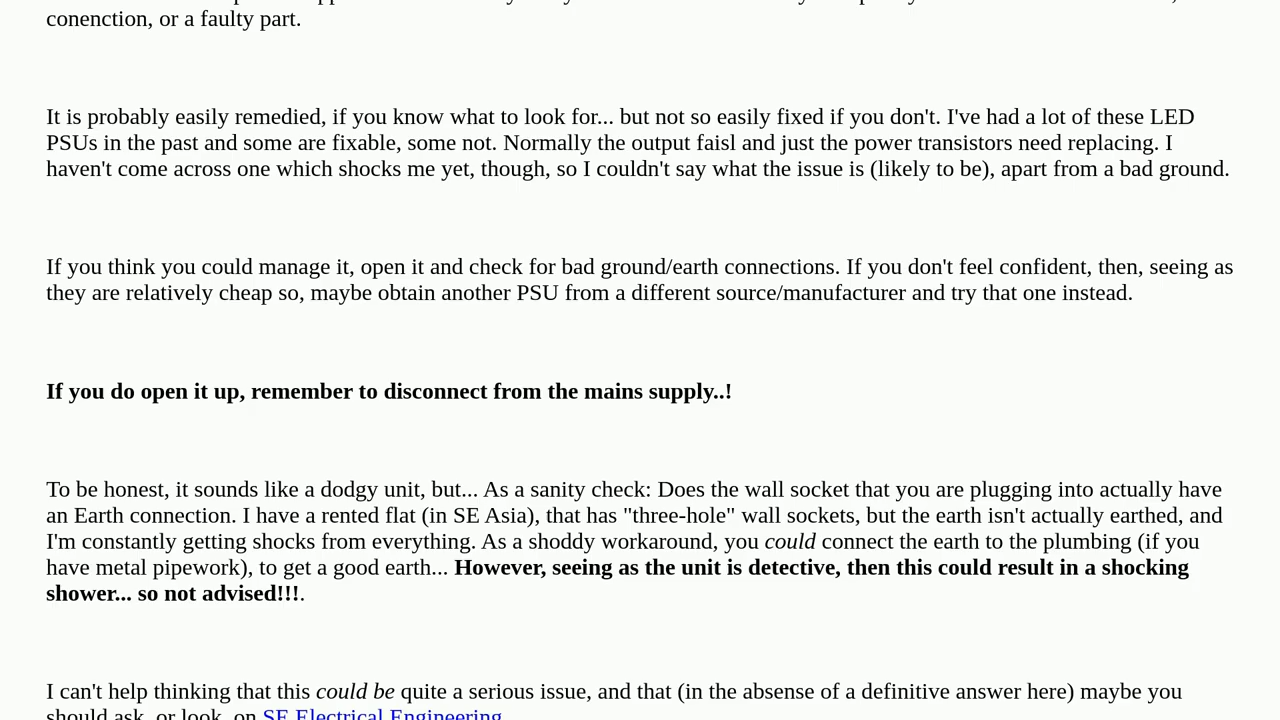 conenction, or a faulty part.
It is probably easily remedied, if you know what to look for... but not so easily fixed if you don't. I've had a lot of these LED
PSUs in the past and some are fixable, some not. Normally the output faisl and just the power transistors need replacing. I
haven't come across one which shocks me yet, though, so I couldn't say what the issue is (likely to be), apart from a bad ground.
If you think you could manage it, open it and check for bad ground/earth connections. If you don't feel confident, then, seeing as
they are relatively cheap so, maybe obtain another PSU from a different source/manufacturer and try that one instead.
If you do open it up, remember to disconnect from the mains supply..!
To be honest, it sounds like a dodgy unit, but... As a sanity check: Does the wall socket that you are plugging into actually have
an Earth connection. I have a rented flat (in SE Asia), that has "three-hole" wall sockets, but the earth isn't actually earthed, and
I'm constantly getting shocks from everything. As a shoddy workaround, you could connect the earth to the plumbing (if you
have metal pipework), to get a good earth... However, seeing as the unit is detective, then this could result in a shocking
shower... so not advised!!!.
I can't help thinking that this could be quite a serious issue, and that (in the absense of a definitive answer here) maybe you
should ask, or look, on SE Electrical Engineering